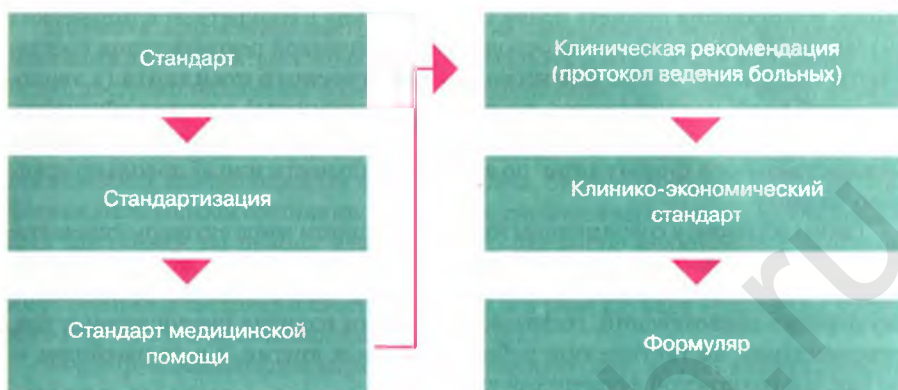 Стандарт
Стандартизация
Стандарт медицинской
помощи
Клиническая рекомендация
(протокол ведения больных)
Клинико-экономический
стандарт
Формуляр